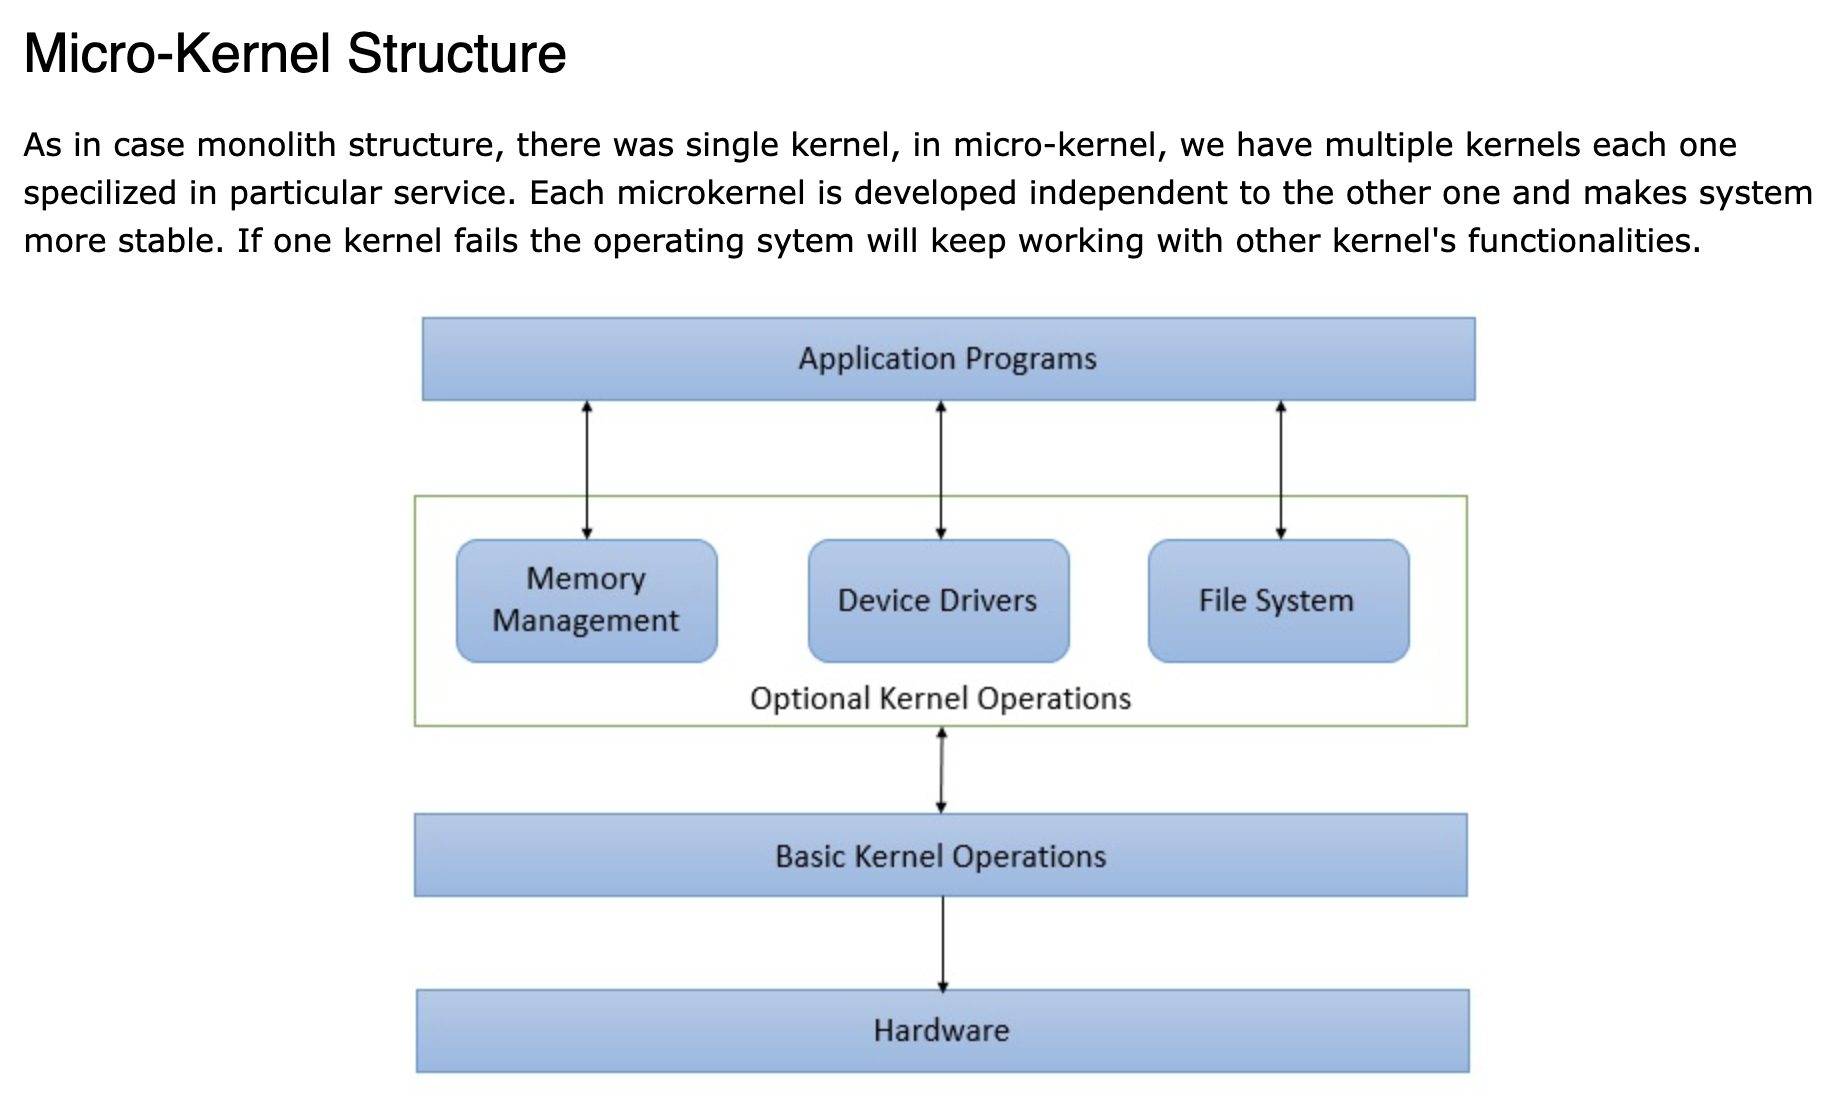 Micro-Kernel Structure
As in case monolith structure, there was single kernel, in micro-kernel, we have multiple kernels each one
specilized in particular service. Each microkernel is developed independent to the other one and makes system
more stable. If one kernel fails the operating sytem will keep working with other kernel's functionalities.
Application Programs
Memory
Management
Device Drivers
File System
Optional Kernel Operations
Basic Kernel Operations
Hardware